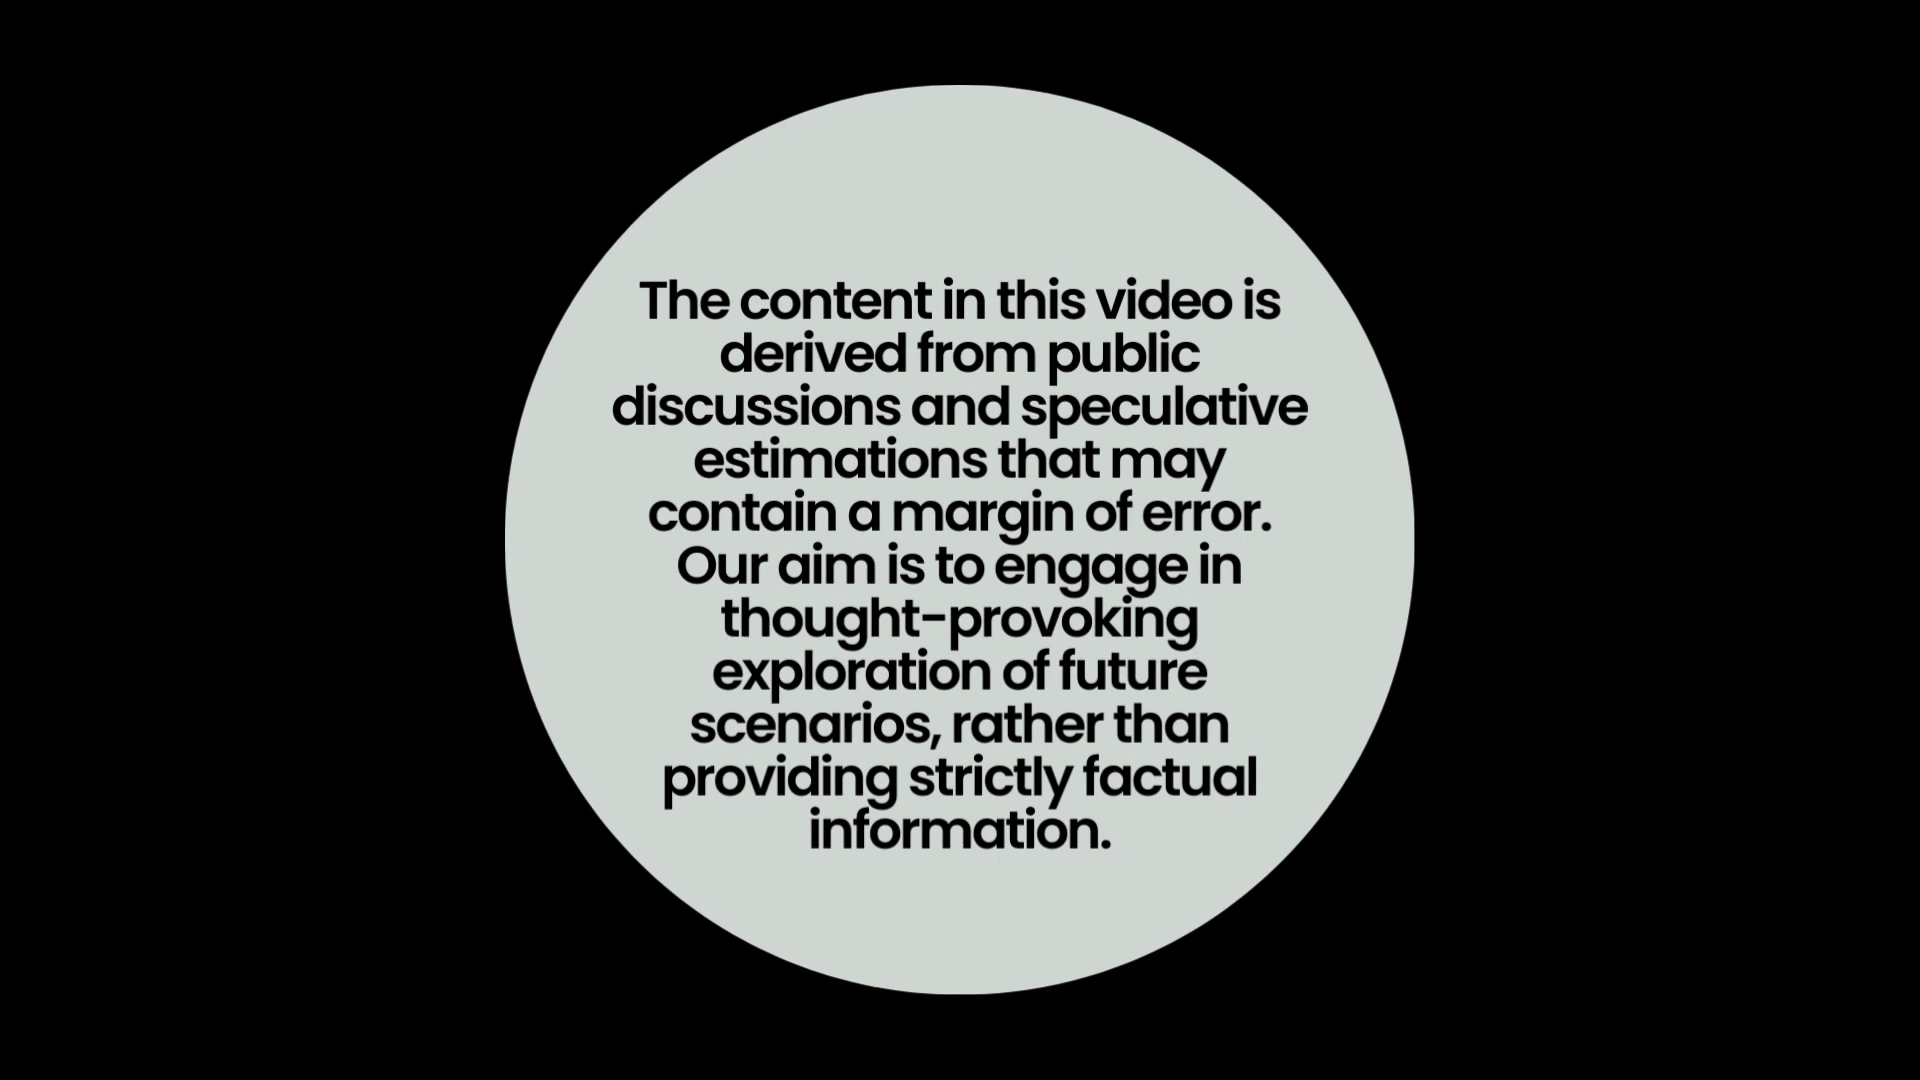 The content in this video is
derived from public
discussions and speculative
estimations that may
contain a margin of error.
Our aim is to engage in
thought-provoking
exploration of future
scenarios, rather than
providing strictly factual
information.